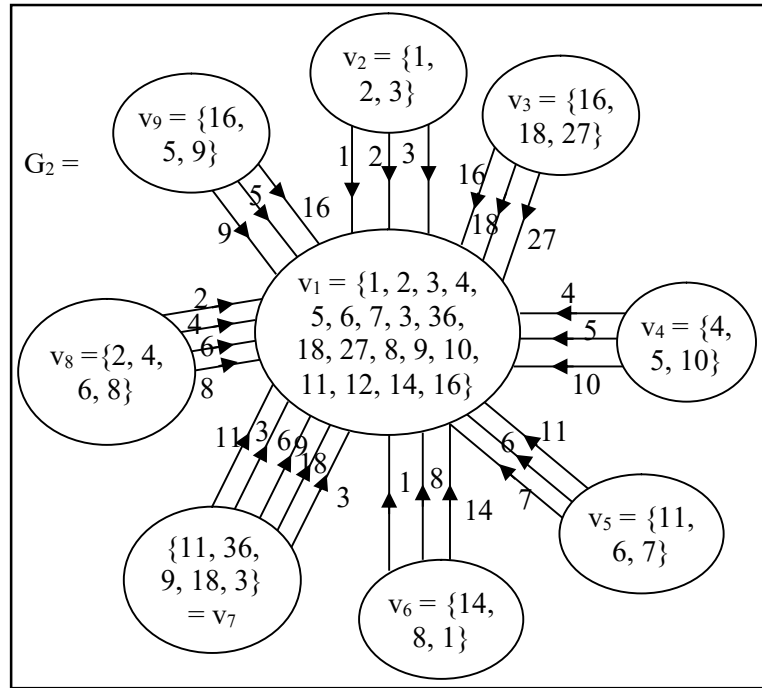 v₂ = {1,
2, 3}
v₃ = {16,
18, 27}
v₉ = {16,
5, 9}
G₂ =
1
2
3
16
18
27
9
5
16
v₁ = {1, 2, 3, 4,
5, 6, 7, 3, 36,
18, 27, 8, 9, 10,
11, 12, 14, 16}
2
4
6
8
v₈ ={2, 4,
6, 8}
4
5
10
v₄ = {4,
5, 10}
11
3
6
9
18
3
1
8
14
11
6
7
v₅ = {11,
6, 7}
{11, 36,
9, 18, 3}
= v₇
v₆ = {14,
8, 1}